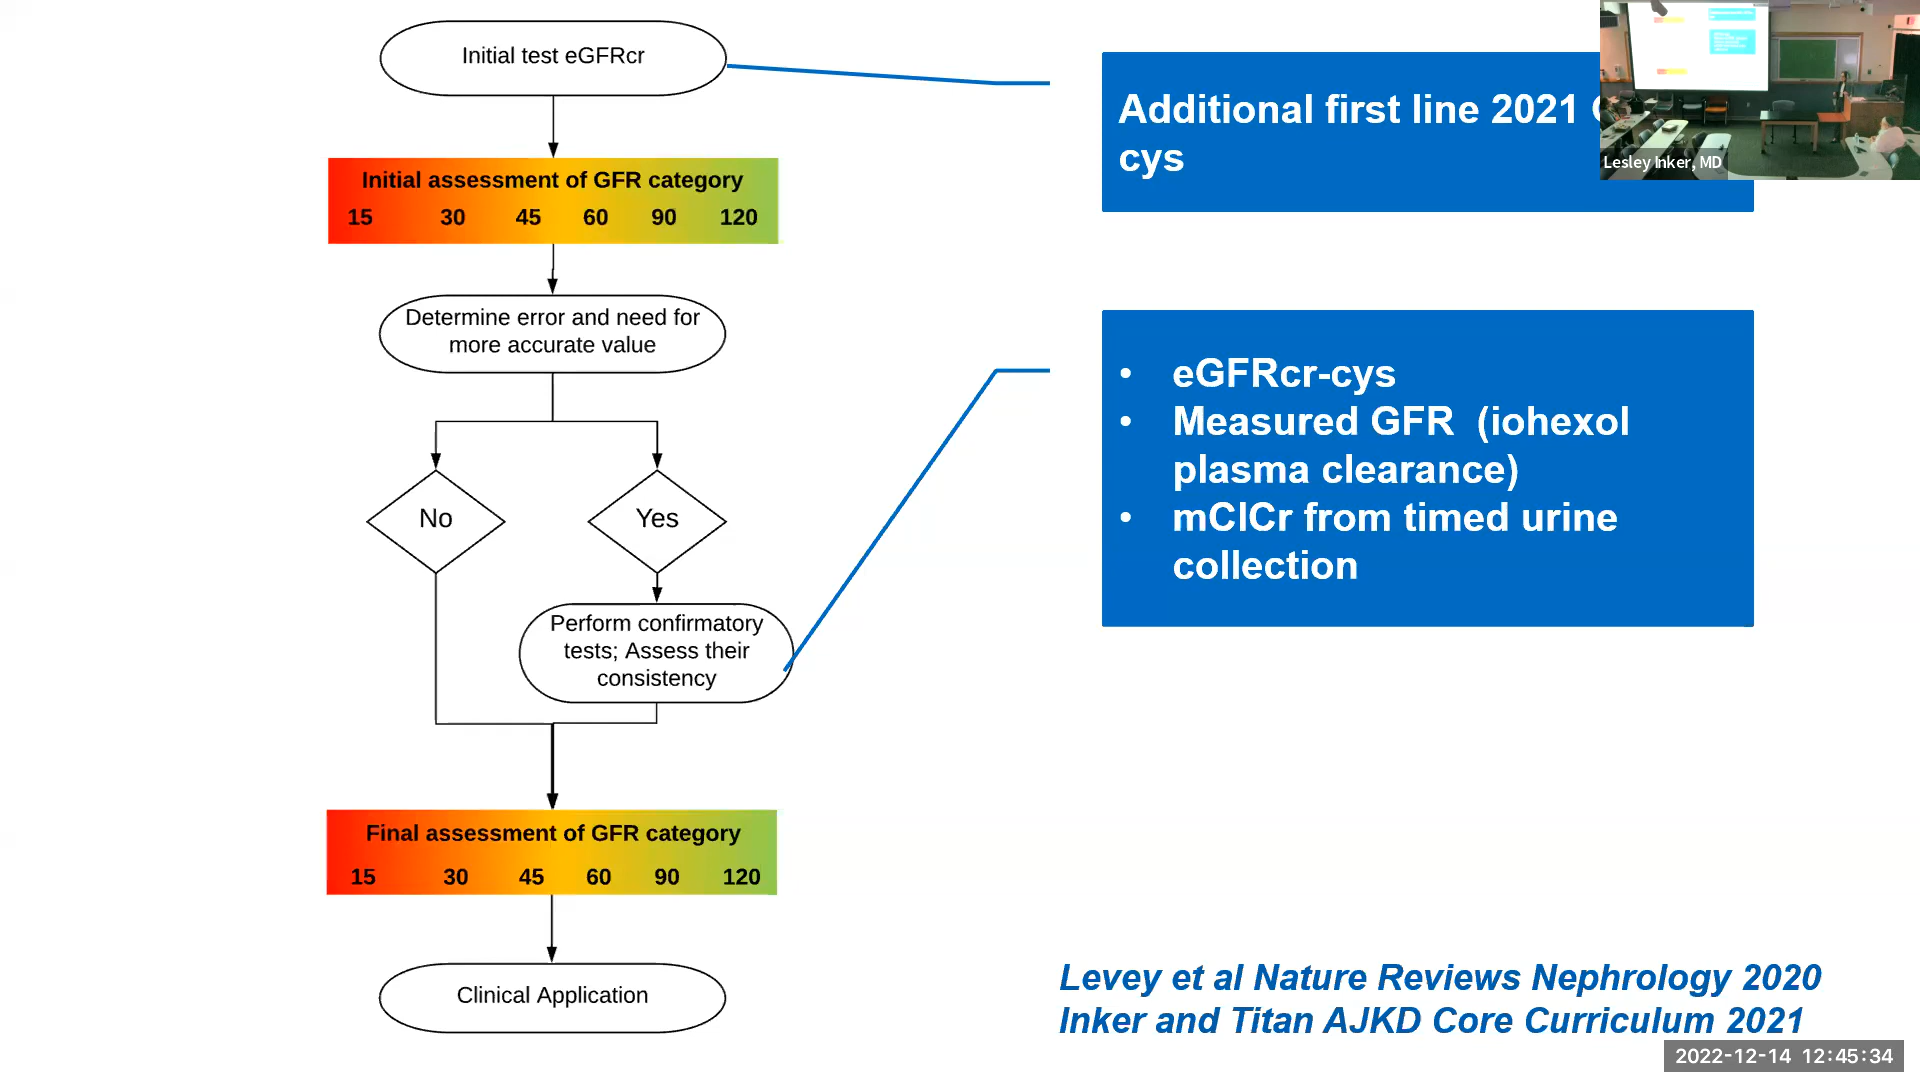 Initial test eGFRcr
Initial assessment of GFR category
15 30 45 60 90 120
Determine error and need for
more accurate value
No
Yes
Perform confirmatory
tests; Assess their
consistency
Final assessment of GFR category
15 30 45 60 90 120
Clinical Application
Additional first line 2021
cys
• eGFRcr-cys
• Measured GFR (iohexol
plasma clearance)
• mClCr from timed urine
collection
Lesley Inker, MD
Levey et al Nature Reviews Nephrology 2020
Inker and Titan AJKD Core Curriculum 2021
2022-12-14 12:45:34